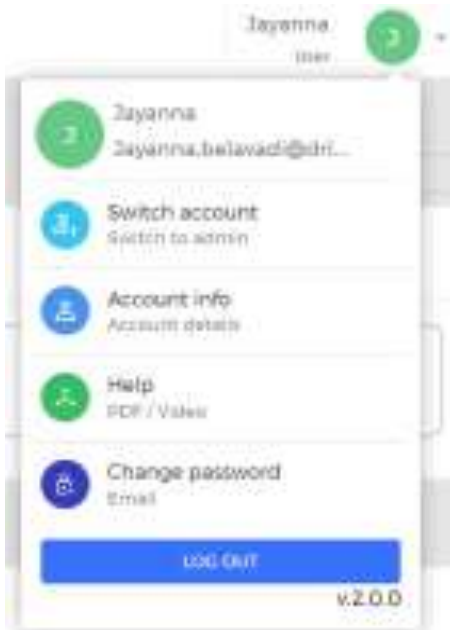 Jayanna
User
J
J
Jayanna
Jayanna.belavadi@dri...
Switch account
Switch to admin
Account info
Account details
Help
PDF / Video
Change password
Email
LOG OUT
v.2.0.0